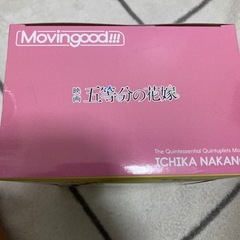 Movingood!!!
映画 五等分の花嫁
The Quintessential Quintuplets Mo
ICHIKA NAKANO